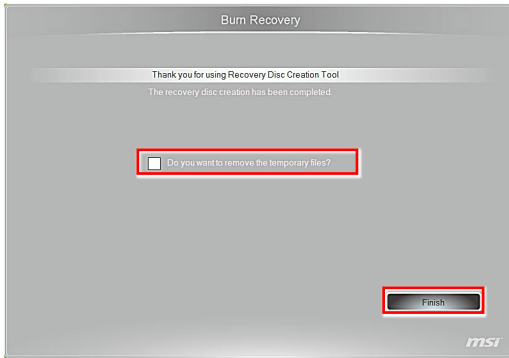 Burn Recovery
Thank you for using Recovery Disc Creation Tool
The recovery disc creation has been completed.
Do you want to remove the temporary files?
Finish
msi